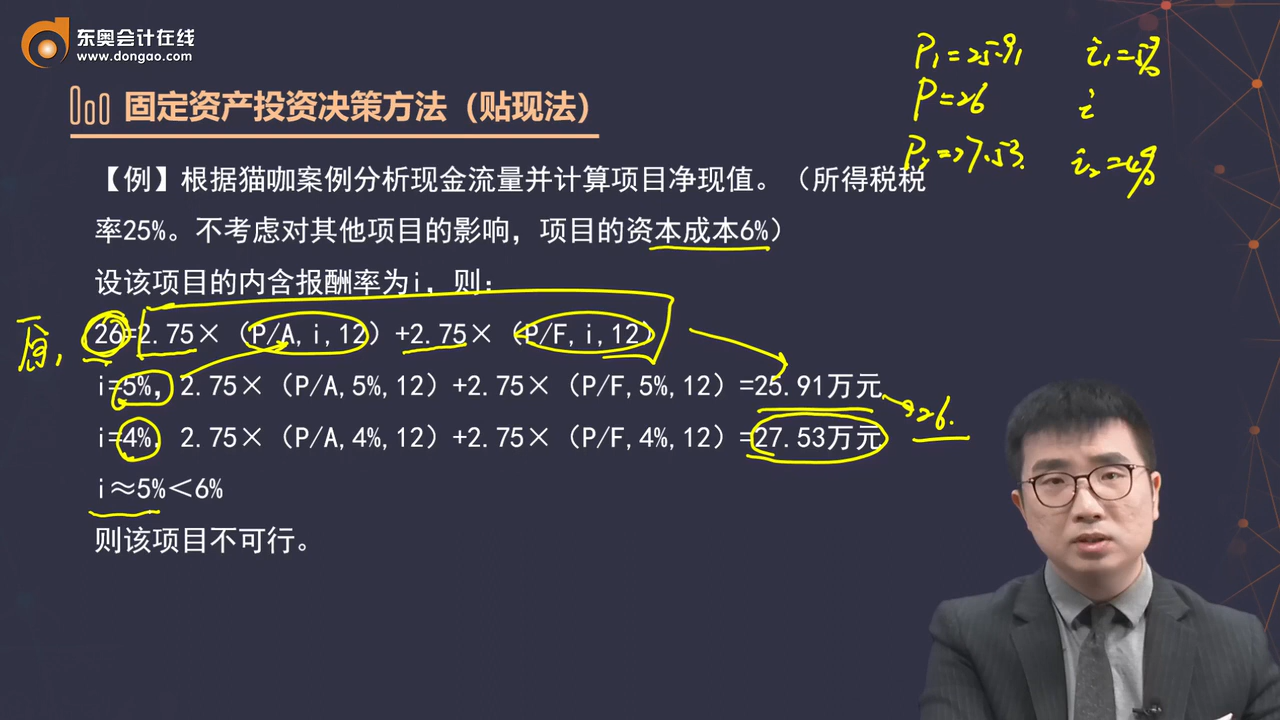 东奥会计在线
www.dongao.com
固定资产投资决策方法（贴现法）
P₁=25.91 i₁=5%
P=26 i
P₂=27.53. i₂=4%
【例】根据猫咖案例分析现金流量并计算项目净现值。（所得税税
率25%。不考虑对其他项目的影响，项目的资本成本6%）
设该项目的内含报酬率为i，则：
26=2.75×（P/A,i,12）+2.75×（P/F,i,12）
i=5%，2.75×（P/A,5%,12）+2.75×（P/F,5%,12）=25.91万元
26.
i=4%，2.75×（P/A,4%,12）+2.75×（P/F,4%,12）=27.53万元
i≈5%＜6%
则该项目不可行。